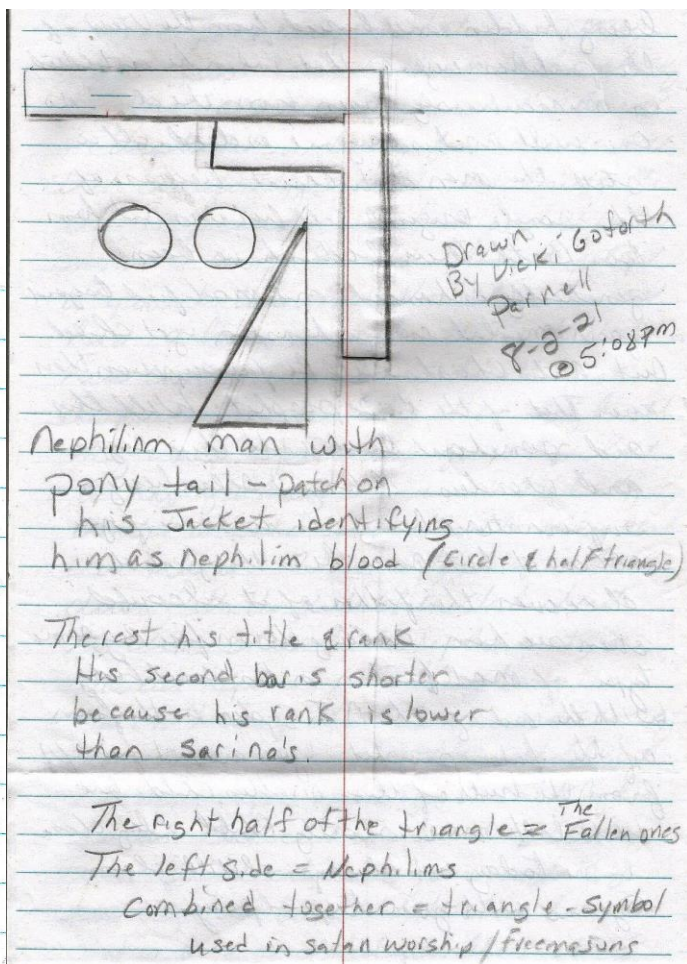 Drawn
By Vicki Goforth
Parnell
8-2-21
@ 5:08 PM
Nephilinm man with
pony tail - patch on
his Jacket identifying
him as nephilim blood (circle & half triangle)
The rest his title & rank
His second bar is shorter
because his rank is lower
than Sarina's.
The right half of the triangle = The Fallen ones
The left side = Nephilims
Combined together = triangle - Symbol
used in satan worship / freemasons